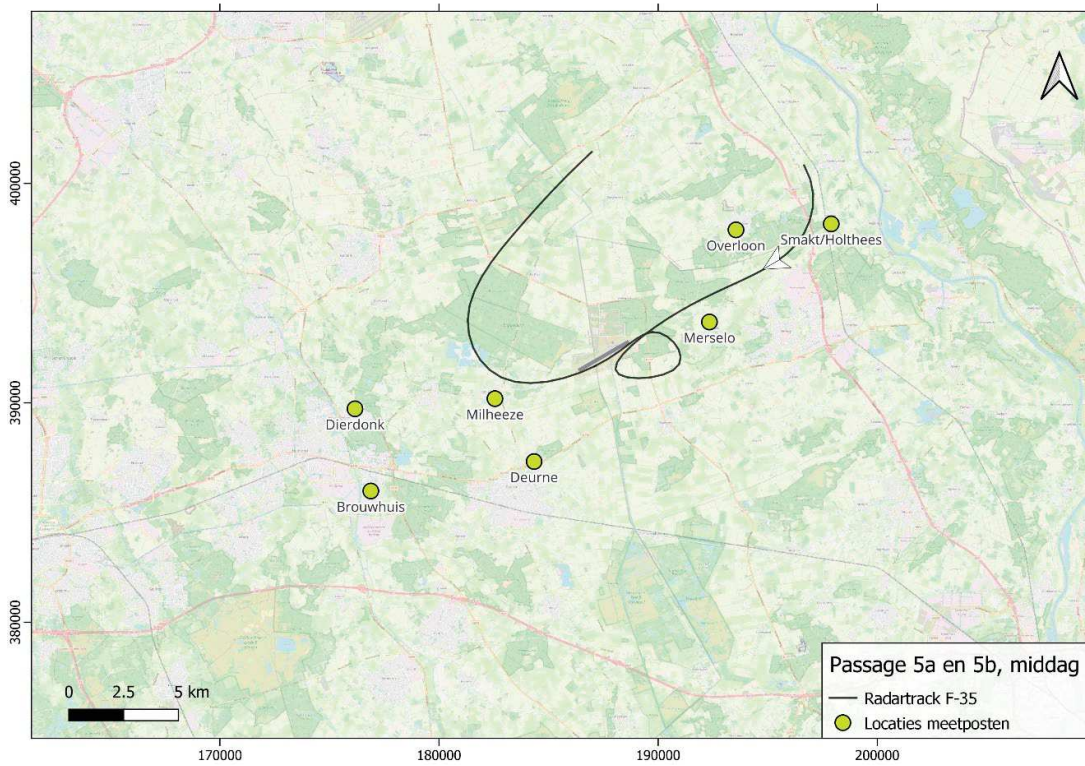 400000
390000
380000
Overloon
Smakt/Holthees
Merselo
Milheeze
Dierdonk
Deurne
Brouwhuis
0 2.5 5 km
Passage 5a en 5b, middag
Radartrack F-35
Locaties meetposten
170000 180000 190000 200000